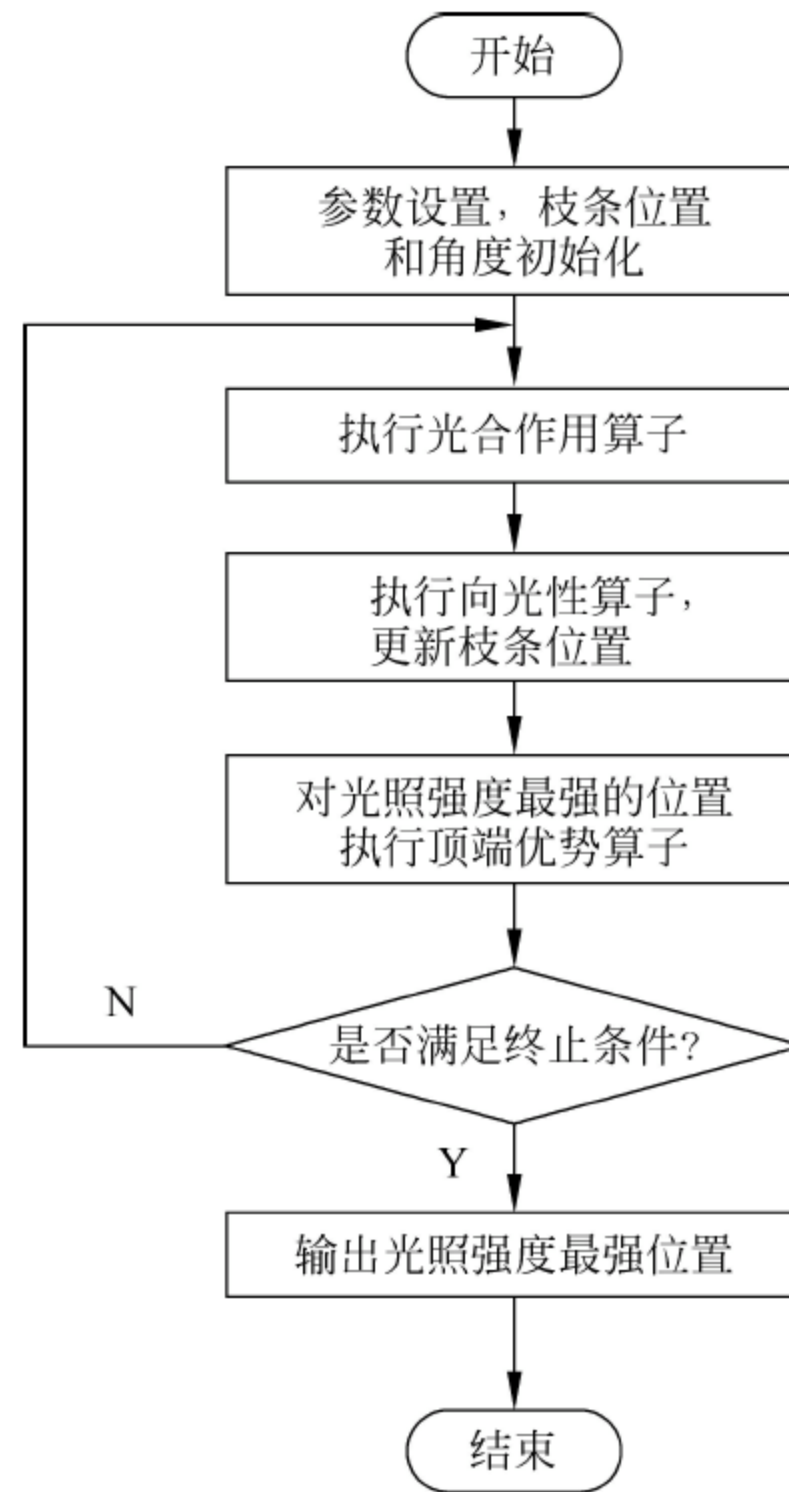 开始
参数设置，枝条位置
和角度初始化
执行光合作用算子
执行向光性算子，
更新枝条位置
对光照强度最强的位置
执行顶端优势算子
N
是否满足终止条件?
Y
输出光照强度最强位置
结束